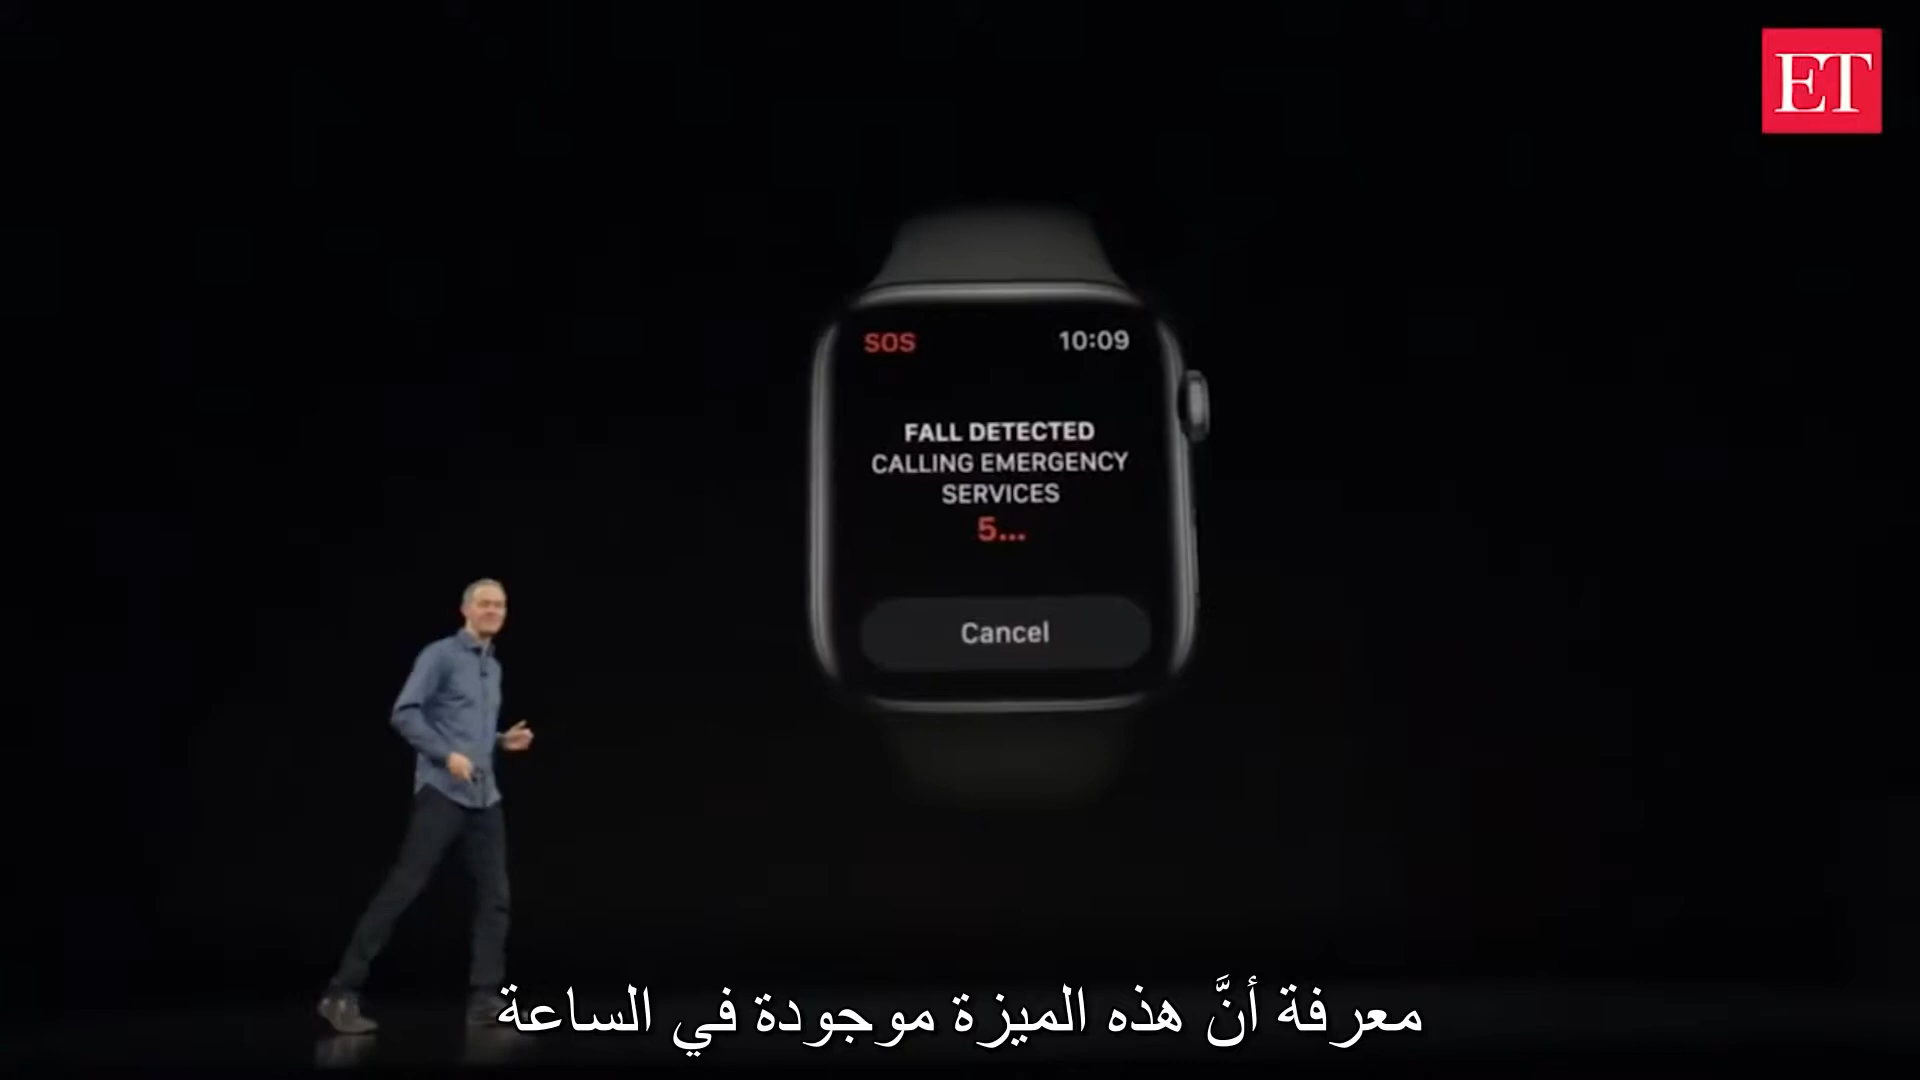 ET
SOS
10:09
FALL DETECTED
CALLING EMERGENCY
SERVICES
5...
Cancel
معرفة أنَّ هذه الميزة موجودة في الساعة